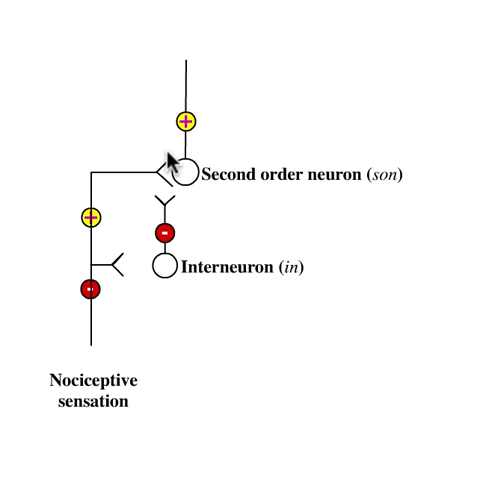 +
Second order neuron (son)
+
-
Interneuron (in)
-
Nociceptive
sensation